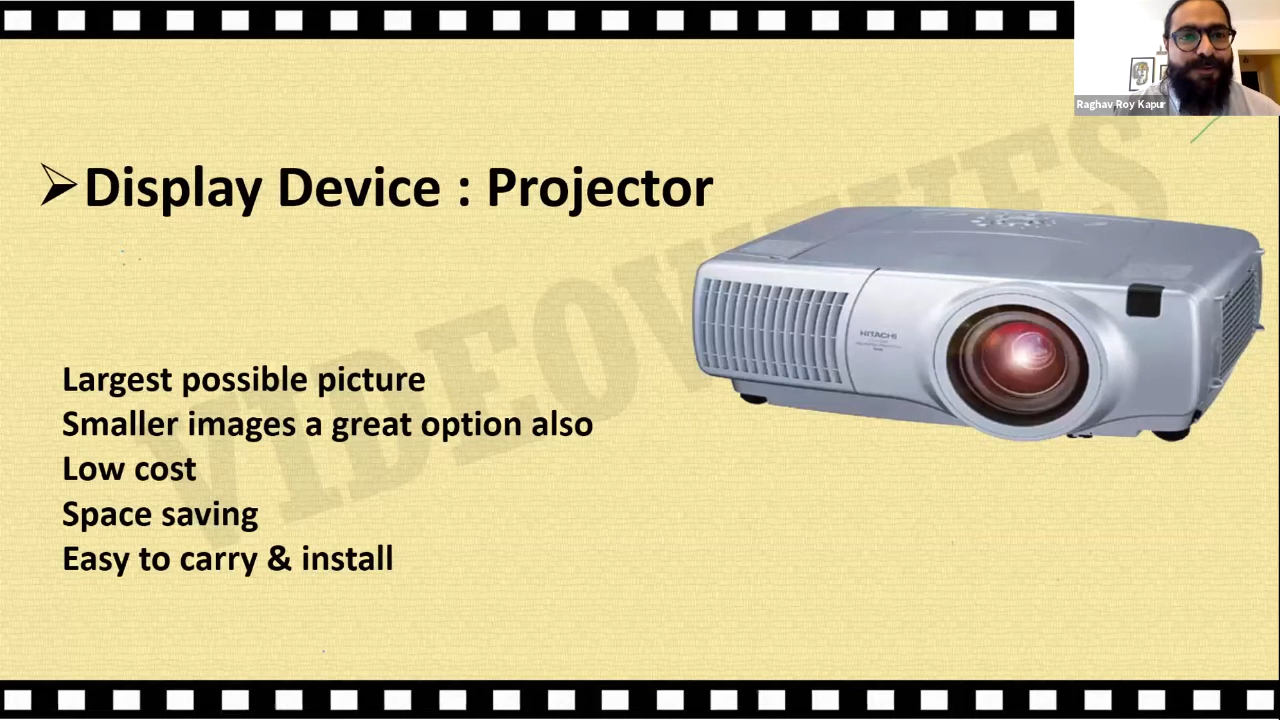 Raghav Roy Kapur
➢Display Device : Projector
HITACHI
Largest possible picture
Smaller images a great option also
Low cost
Space saving
Easy to carry & install